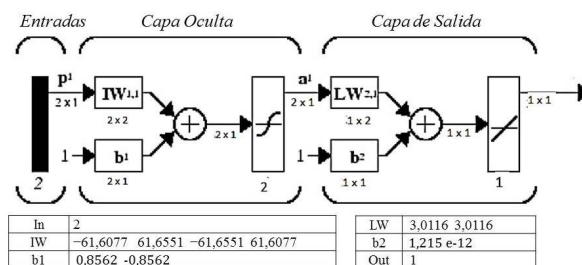 Entradas Capa Oculta Capa de Salida
p¹ a¹
2 x 1 IW¹,¹ 2 x 1 LW²,¹ 1 x 1
2 x 2 2 x 1 1 x 2 1 x 1
1 b¹ 1 b²
2 2 x 1 2 1 x 1 1
In 2
IW −61,6077 61,6551 −61,6551 61,6077
b1 0,8562 -0,8562
LW 3,0116 3,0116
b2 1,215 e-12
Out 1